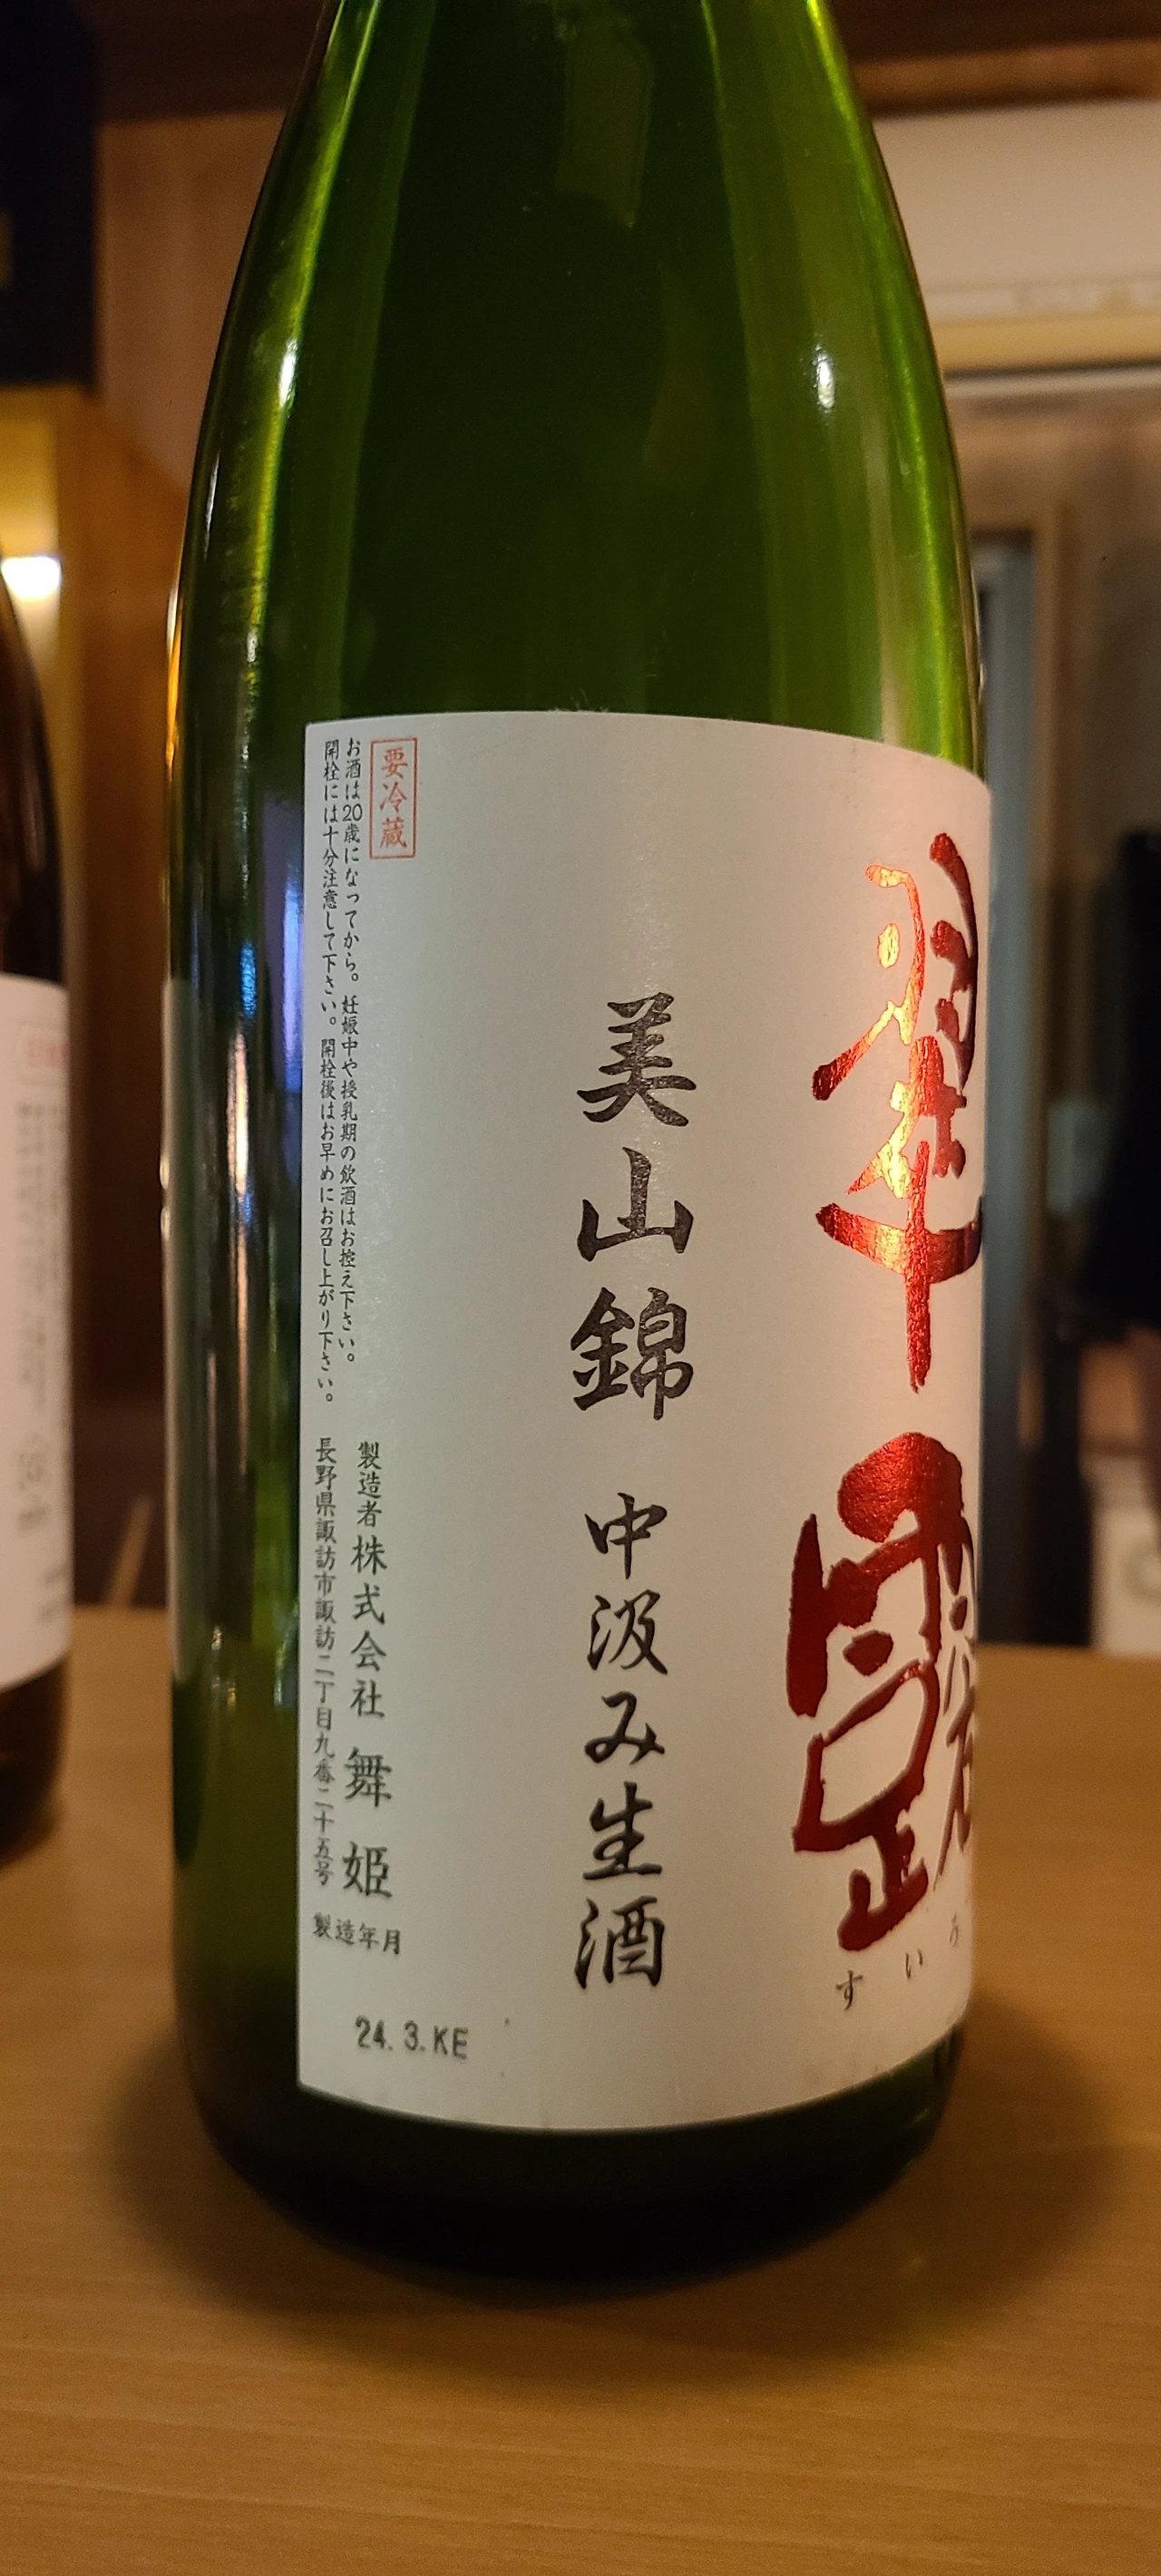 翠露
すいろ
美山錦 中汲み生酒
要冷蔵
お酒は20歳になってから。妊娠中や授乳期の飲酒はお控え下さい。
開栓には十分注意して下さい。開栓後はお早めにお召し上がり下さい。
製造者 株式会社 舞姫
長野県諏訪市諏訪二丁目九番二十五号
製造年月
24.3.KE